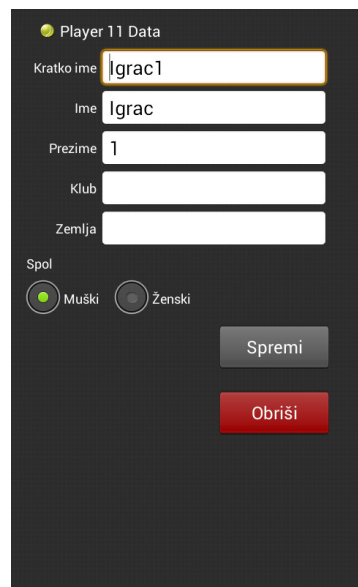 Player 11 Data
Kratko ime Igrac1
Ime Igrac
Prezime 1
Klub
Zemlja
Spol
Muški Ženski
Spremi
Obriši